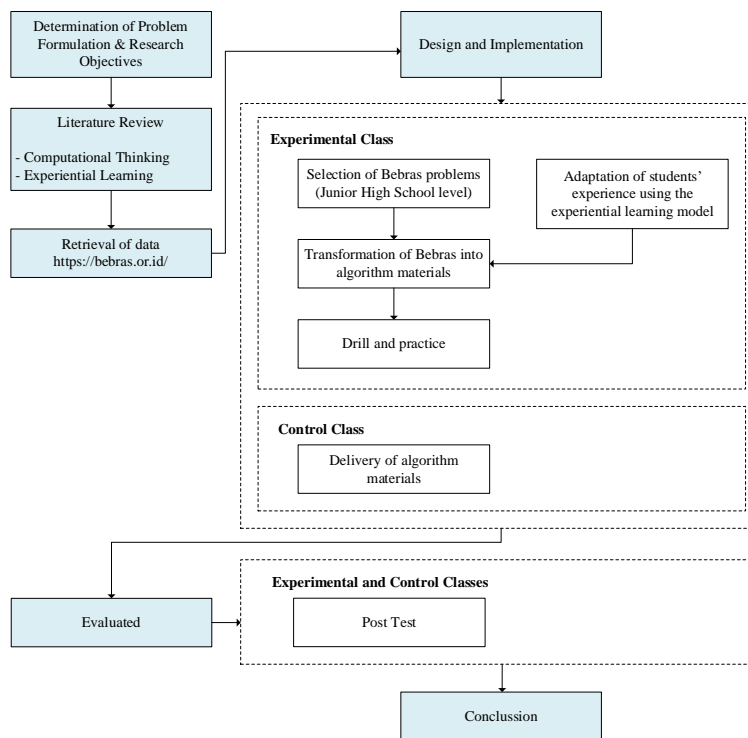 Determination of Problem
Formulation & Research
Objectives
Literature Review
- Computational Thinking
- Experiential Learning
Retrieval of data
https://bebras.or.id/
Design and Implementation
Experimental Class
Selection of Bebras problems
(Junior High School level)
Adaptation of students’
experience using the
experiential learning model
Transformation of Bebras into
algorithm materials
Drill and practice
Control Class
Delivery of algorithm
materials
Evaluated
Experimental and Control Classes
Post Test
Conclussion